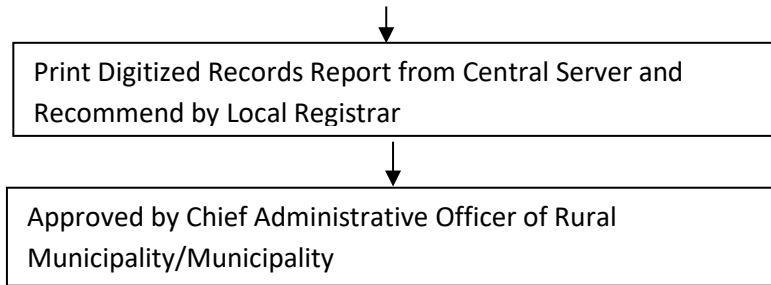 Print Digitized Records Report from Central Server and
Recommend by Local Registrar
Approved by Chief Administrative Officer of Rural
Municipality/Municipality